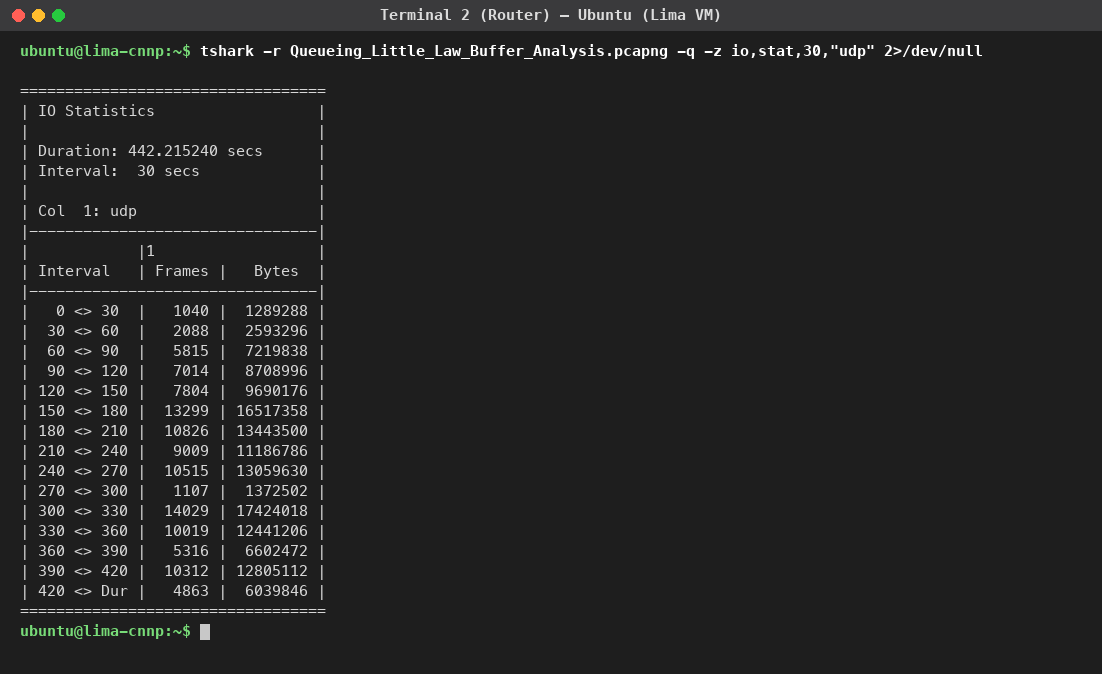 Terminal 2 (Router) — Ubuntu (Lima VM)
ubuntu@lima-cnnp:~$ tshark -r Queueing_Little_Law_Buffer_Analysis.pcapng -q -z io,stat,30,"udp" 2>/dev/null
==================================
| IO Statistics                  |
|                                |
| Duration: 442.215240 secs      |
| Interval:  30 secs             |
|                                |
| Col  1: udp                    |
|--------------------------------|
|            |1                  |
| Interval   | Frames |   Bytes  |
|--------------------------------|
|   0 <> 30  |   1040 |  1289288 |
|  30 <> 60  |   2088 |  2593296 |
|  60 <> 90  |   5815 |  7219838 |
|  90 <> 120 |   7014 |  8708996 |
| 120 <> 150 |   7804 |  9690176 |
| 150 <> 180 |  13299 | 16517358 |
| 180 <> 210 |  10826 | 13443500 |
| 210 <> 240 |   9009 | 11186786 |
| 240 <> 270 |  10515 | 13059630 |
| 270 <> 300 |   1107 |  1372502 |
| 300 <> 330 |  14029 | 17424018 |
| 330 <> 360 |  10019 | 12441206 |
| 360 <> 390 |   5316 |  6602472 |
| 390 <> 420 |  10312 | 12805112 |
| 420 <> Dur |   4863 |  6039846 |
==================================
ubuntu@lima-cnnp:~$